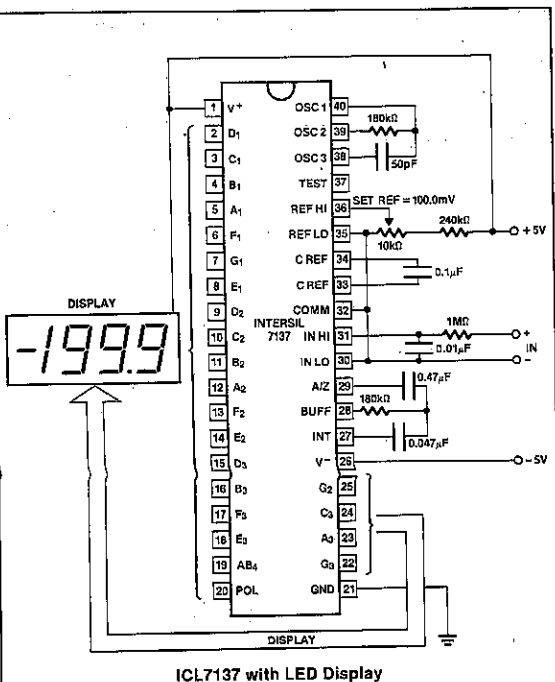 1 V+
2 D1
3 C1
4 B1
5 A1
6 F1
7 G1
8 E1
9 D2
10 C2
11 B2
12 A2
13 F2
14 E2
15 D3
16 B3
17 F3
18 E3
19 AB4
20 POL
INTERSIL
7137
OSC 1 40
OSC 2 39
OSC 3 38
TEST 37
REF HI 36
REF LO 35
C REF 34
C REF 33
COMM 32
IN HI 31
IN LO 30
A/Z 29
BUFF 28
INT 27
V− 26
G2 25
C3 24
A3 23
G3 22
GND 21
180kΩ
50pF
SET REF = 100.0mV
240kΩ
10kΩ
+5V
0.1µF
1MΩ
+
IN
0.01µF
−
0.47µF
180kΩ
0.047µF
−5V
DISPLAY
-199.9
DISPLAY
ICL7137 with LED Display